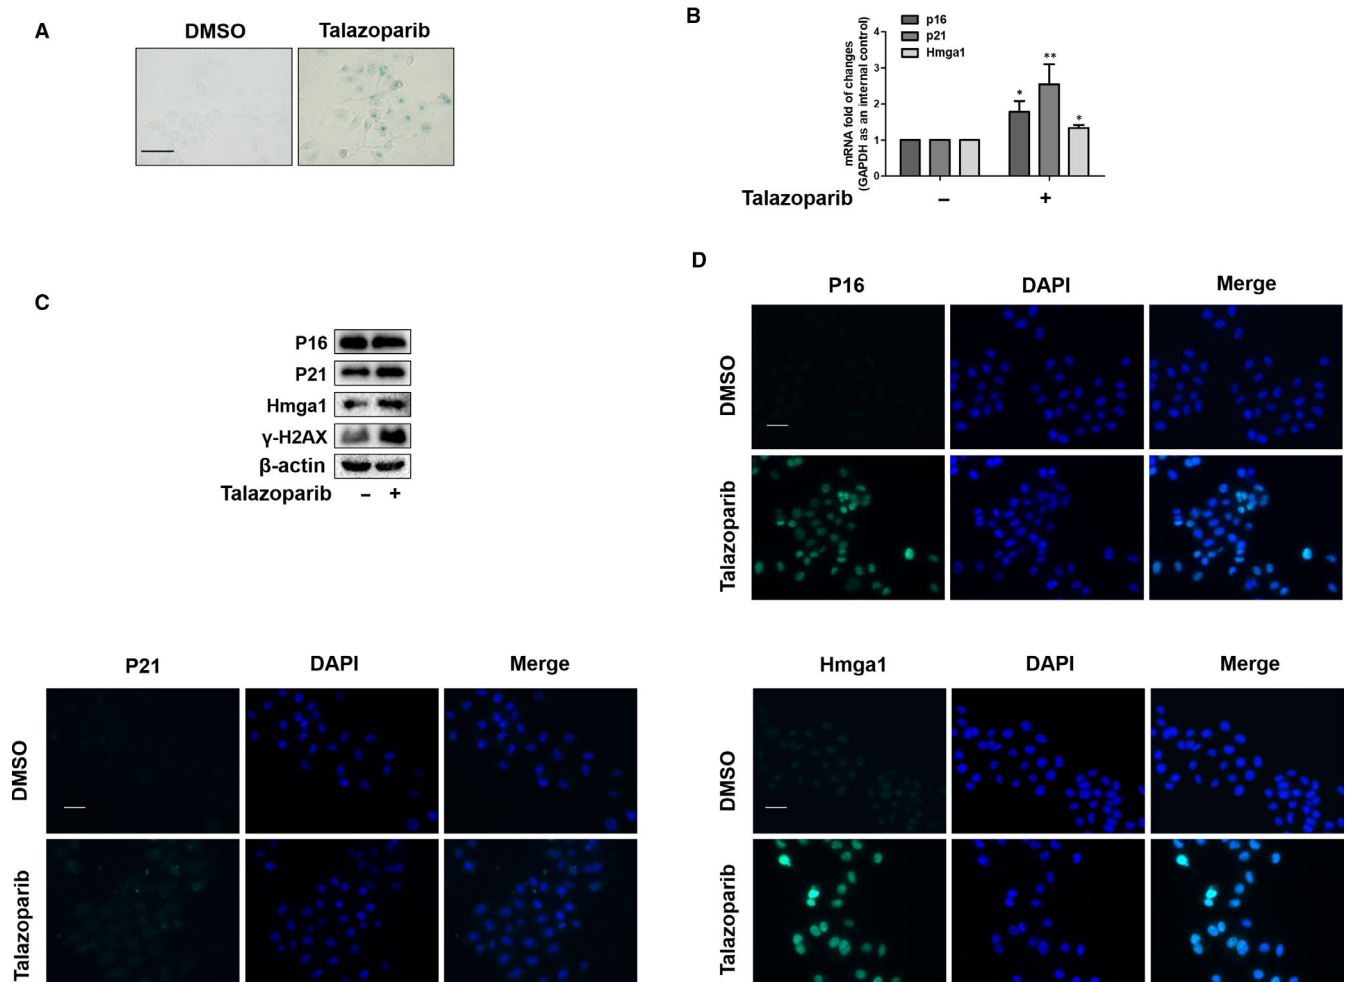 A
DMSO
Talazoparib
B
p16
p21
Hmga1
mRNA fold of changes
(GAPDH as an internal control)
4
3
2
1
0
*
**
*
Talazoparib
–
+
C
P16
P21
Hmga1
γ-H2AX
β-actin
Talazoparib – +
D
P16
DAPI
Merge
DMSO
Talazoparib
P21
DAPI
Merge
DMSO
Talazoparib
Hmga1
DAPI
Merge
DMSO
Talazoparib